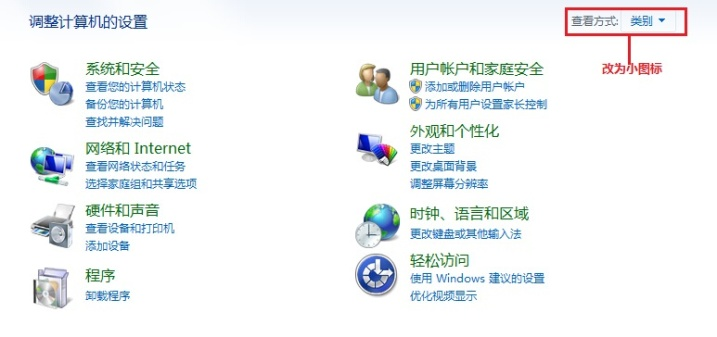 调整计算机的设置
查看方式: 类别
改为小图标
系统和安全
查看您的计算机状态
备份您的计算机
查找并解决问题
网络和 Internet
查看网络状态和任务
选择家庭组和共享选项
硬件和声音
查看设备和打印机
添加设备
程序
卸载程序
用户帐户和家庭安全
添加或删除用户帐户
为所有用户设置家长控制
外观和个性化
更改主题
更改桌面背景
调整屏幕分辨率
时钟、语言和区域
更改键盘或其他输入法
轻松访问
使用 Windows 建议的设置
优化视频显示